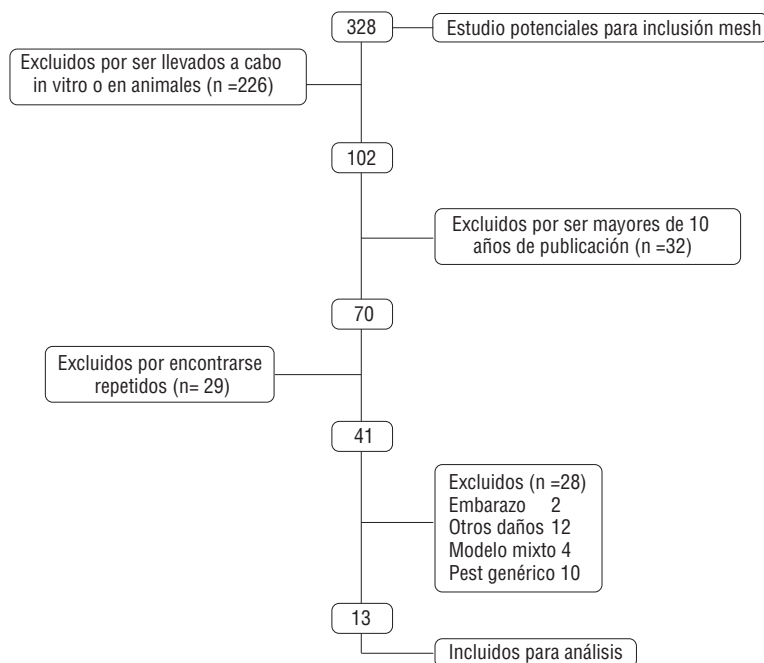 328
Estudio potenciales para inclusión mesh
Excluidos por ser llevados a cabo
in vitro o en animales (n =226)
102
Excluidos por ser mayores de 10
años de publicación (n =32)
70
Excluidos por encontrarse
repetidos (n= 29)
41
Excluidos (n =28)
Embarazo 2
Otros daños 12
Modelo mixto 4
Pest genérico 10
13
Incluidos para análisis